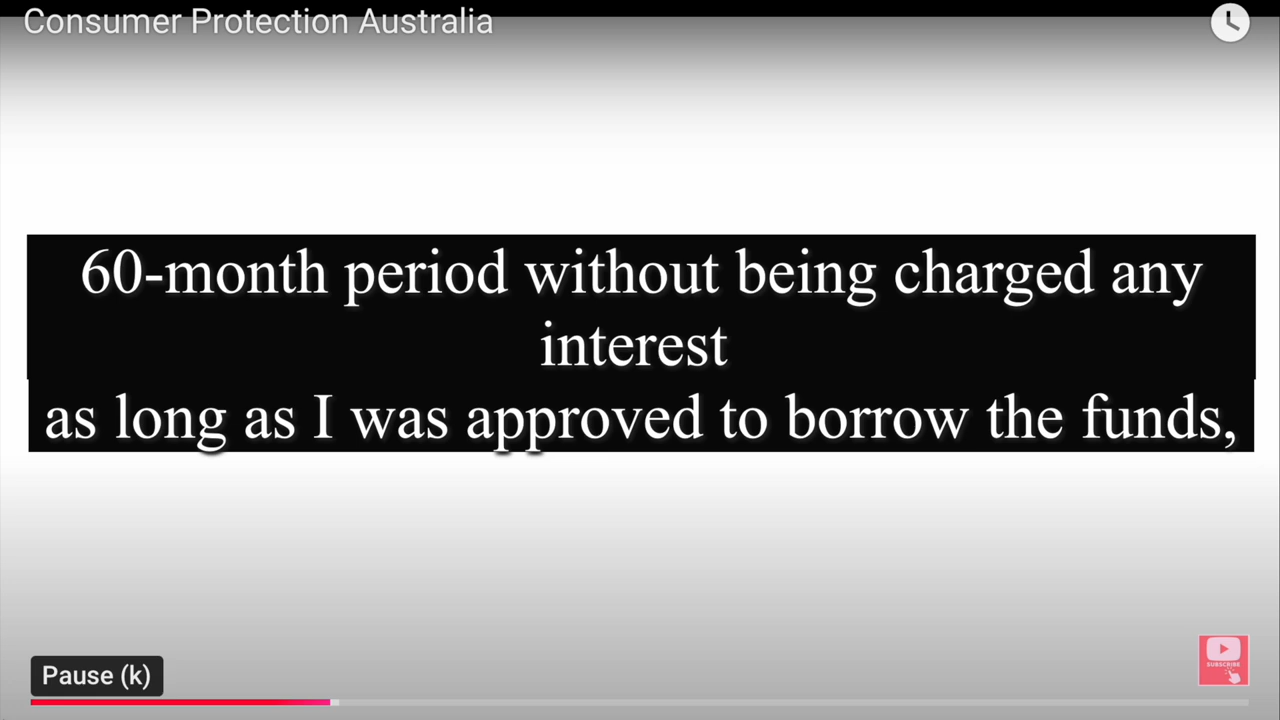 Consumer Protection Australia
60-month period without being charged any
interest
as long as I was approved to borrow the funds,
SUBSCRIBE
Pause (k)